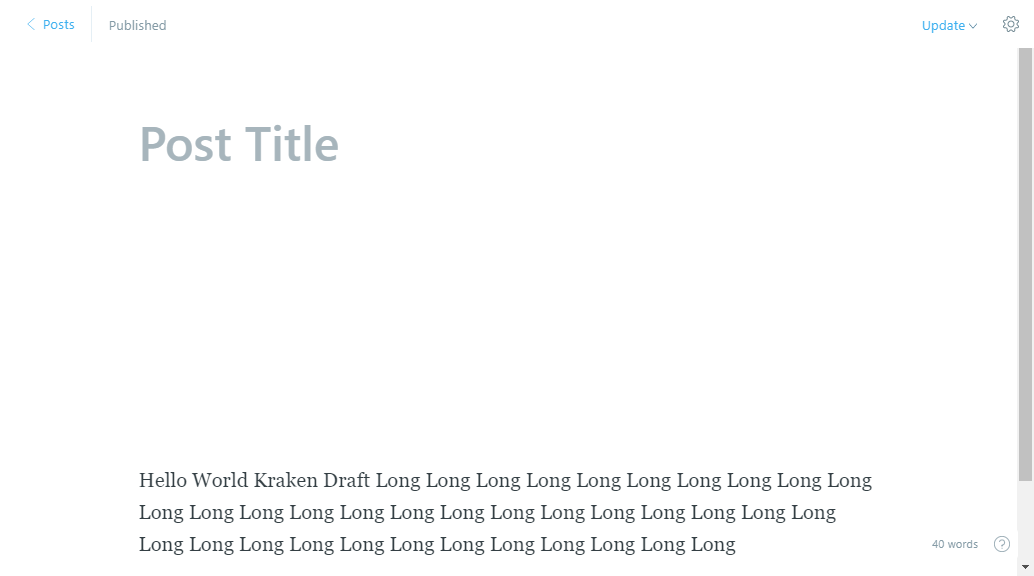 Posts
Published
Update
Post Title
Hello World Kraken Draft Long Long Long Long Long Long Long Long Long Long
Long Long Long Long Long Long Long Long Long Long Long Long Long Long
Long Long Long Long Long Long Long Long Long Long Long Long
40 words